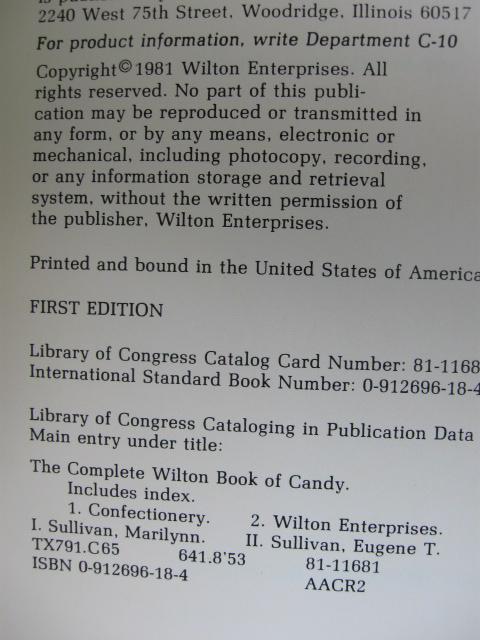 2240 West 75th Street, Woodridge, Illinois 60517
For product information, write Department C-10
Copyright©1981 Wilton Enterprises. All
rights reserved. No part of this publi-
cation may be reproduced or transmitted in
any form, or by any means, electronic or
mechanical, including photocopy, recording,
or any information storage and retrieval
system, without the written permission of
the publisher, Wilton Enterprises.
Printed and bound in the United States of America
FIRST EDITION
Library of Congress Catalog Card Number: 81-1168
International Standard Book Number: 0-912696-18-4
Library of Congress Cataloging in Publication Data
Main entry under title:
The Complete Wilton Book of Candy.
Includes index.
1. Confectionery. 2. Wilton Enterprises.
I. Sullivan, Marilynn. II. Sullivan, Eugene T.
TX791.C65 641.8'53 81-11681
ISBN 0-912696-18-4 AACR2